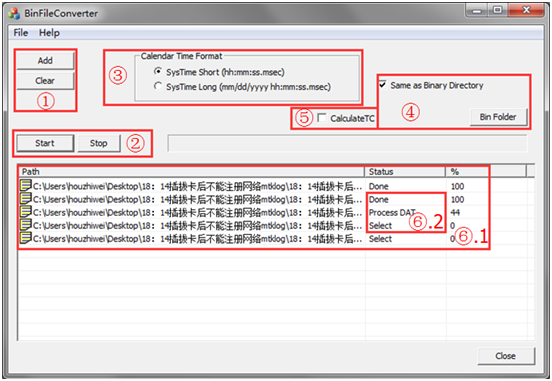 BinFileConverter
File Help
Add
Clear
①
③
Calendar Time Format
SysTime Short (hh:mm:ss.msec)
SysTime Long (mm/dd/yyyy hh:mm:ss.msec)
Same as Binary Directory
④
Bin Folder
⑤ CalculateTC
Start Stop ②
Path Status %
C:\Users\houzhiwei\Desktop\18:14插拔卡后不能注册网络mtklog\18:14插拔卡后... Done 100
C:\Users\houzhiwei\Desktop\18:14插拔卡后不能注册网络mtklog\18:14插拔卡后... Done 100
C:\Users\houzhiwei\Desktop\18:14插拔卡后不能注册网络mtklog\18:14插拔卡后... Process DAT 44
C:\Users\houzhiwei\Desktop\18:14插拔卡后不能注册网络mtklog\18:14插拔卡后... Select 0
C:\Users\houzhiwei\Desktop\18:14插拔卡后不能注册网络mtklog\18:14插拔卡后... Select 0
⑥.2
⑥.1
Close